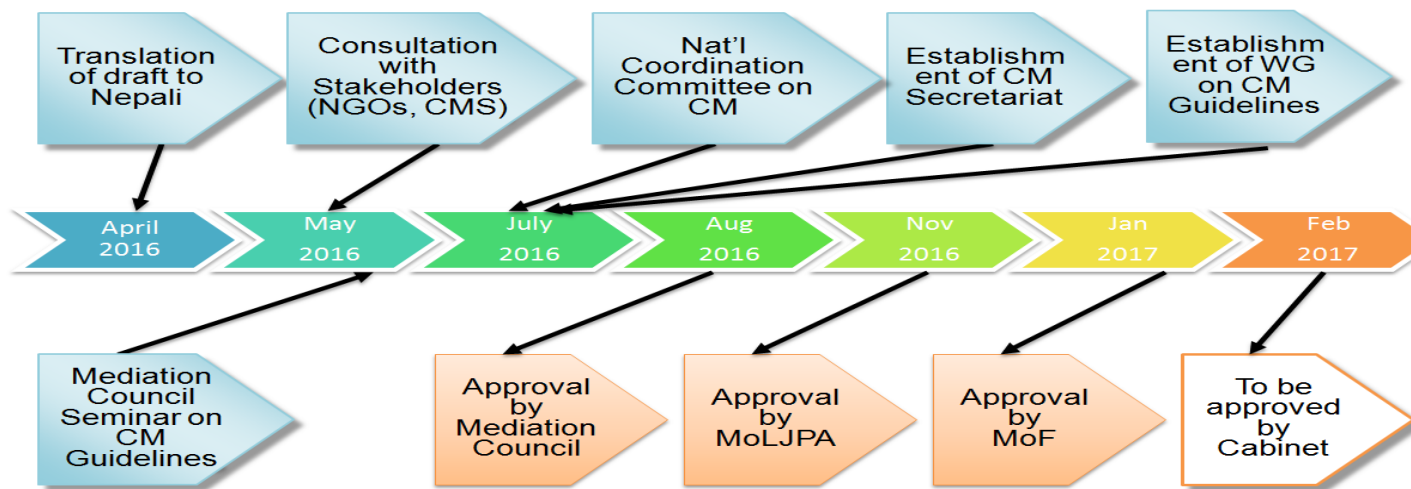 Translation
of draft to
Nepali
Consultation
with
Stakeholders
(NGOs, CMS)
Nat'l
Coordination
Committee on
CM
Establishm
ent of CM
Secretariat
Establishm
ent of WG
on CM
Guidelines
April
2016
May
2016
July
2016
Aug
2016
Nov
2016
Jan
2017
Feb
2017
Mediation
Council
Seminar on
CM
Guidelines
Approval
by
Mediation
Council
Approval
by
MoLJPA
Approval
by
MoF
To be
approved
by
Cabinet